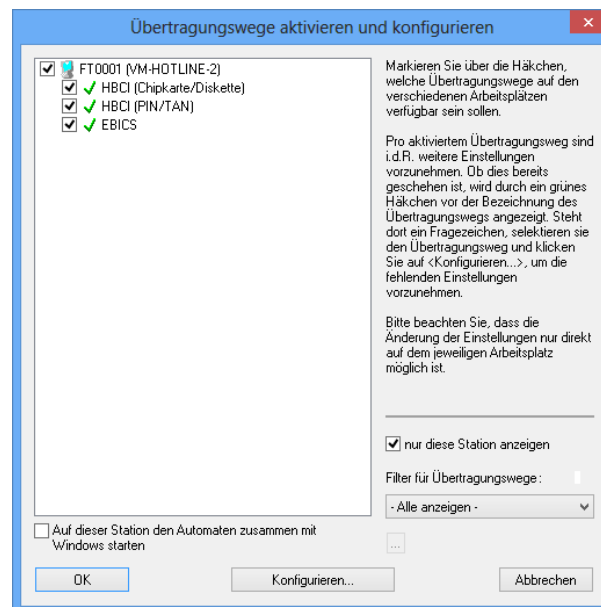 Übertragungswege aktivieren und konfigurieren
FT0001 (VM-HOTLINE-2)
HBCI (Chipkarte/Diskette)
HBCI (PIN/TAN)
EBICS
Markieren Sie über die Häkchen,
welche Übertragungswege auf den
verschiedenen Arbeitsplätzen
verfügbar sein sollen.
Pro aktiviertem Übertragungsweg sind
i.d.R. weitere Einstellungen
vorzunehmen. Ob dies bereits
geschehen ist, wird durch ein grünes
Häkchen vor der Bezeichnung des
Übertragungswegs angezeigt. Steht
dort ein Fragezeichen, selektieren sie
den Übertragungsweg und klicken
Sie auf <Konfigurieren...>, um die
fehlenden Einstellungen
vorzunehmen.
Bitte beachten Sie, dass die
Änderung der Einstellungen nur direkt
auf dem jeweiligen Arbeitsplatz
möglich ist.
nur diese Station anzeigen
Filter für Übertragungswege:
- Alle anzeigen -
...
Auf dieser Station den Automaten zusammen mit
Windows starten
OK
Konfigurieren...
Abbrechen